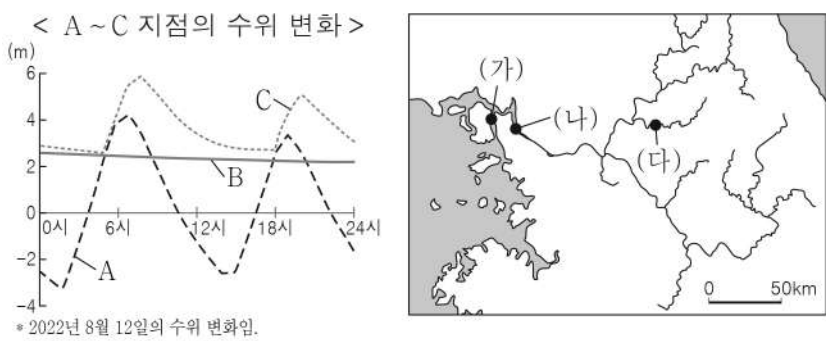 < A ~ C 지점의 수위 변화 >
(m)
6
4
2
0
-2
-4
0시
6시
12시
18시
24시
A
B
C
* 2022년 8월 12일의 수위 변화임.
(가)
(나)
(다)
0 50km